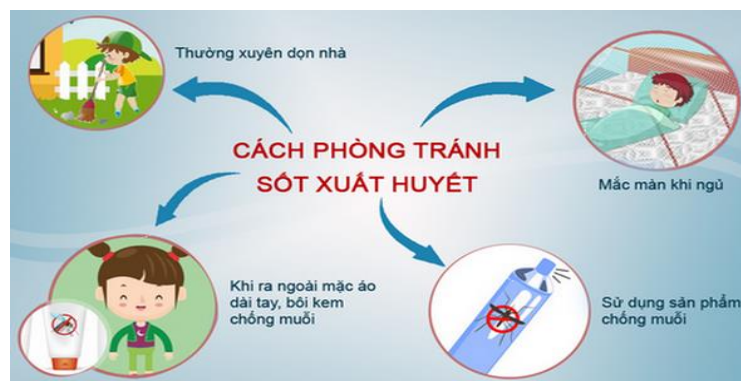 Thường xuyên dọn nhà
CÁCH PHÒNG TRÁNH
SỐT XUẤT HUYẾT
Mắc màn khi ngủ
Khi ra ngoài mặc áo
dài tay, bôi kem
chống muỗi
Sử dụng sản phẩm
chống muỗi